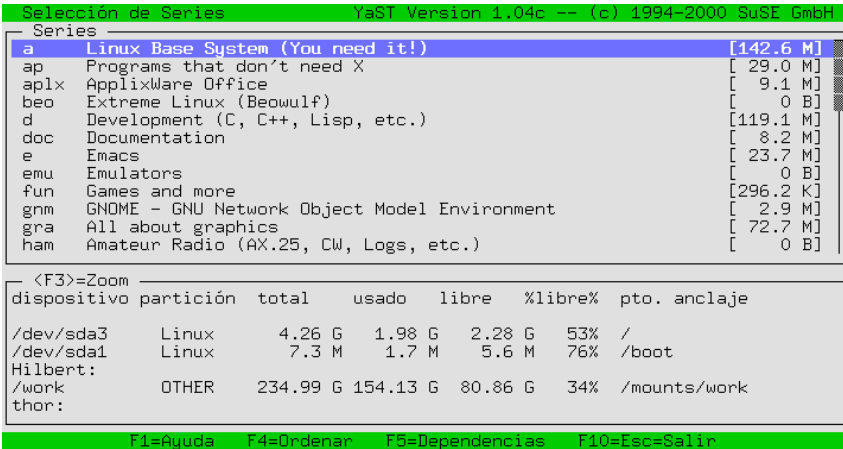 Selección de Series YaST Version 1.04c -- (c) 1994-2000 SuSE GmbH
Series
a Linux Base System (You need it!) [142.6 M]
ap Programs that don't need X [ 29.0 M]
aplx ApplixWare Office [ 9.1 M]
beo Extreme Linux (Beowulf) [ 0 B]
d Development (C, C++, Lisp, etc.) [119.1 M]
doc Documentation [ 8.2 M]
e Emacs [ 23.7 M]
emu Emulators [ 0 B]
fun Games and more [296.2 K]
gnm GNOME - GNU Network Object Model Environment [ 2.9 M]
gra All about graphics [ 72.7 M]
ham Amateur Radio (AX.25, CW, Logs, etc.) [ 0 B]
<F3>=Zoom
dispositivo partición total usado libre %libre% pto. anclaje
/dev/sda3 Linux 4.26 G 1.98 G 2.28 G 53% /
/dev/sda1 Linux 7.3 M 1.7 M 5.6 M 76% /boot
Hilbert:
/work OTHER 234.99 G 154.13 G 80.86 G 34% /mounts/work
thor:
F1=Ayuda F4=Ordenar F5=Dependencias F10=Esc=Salir